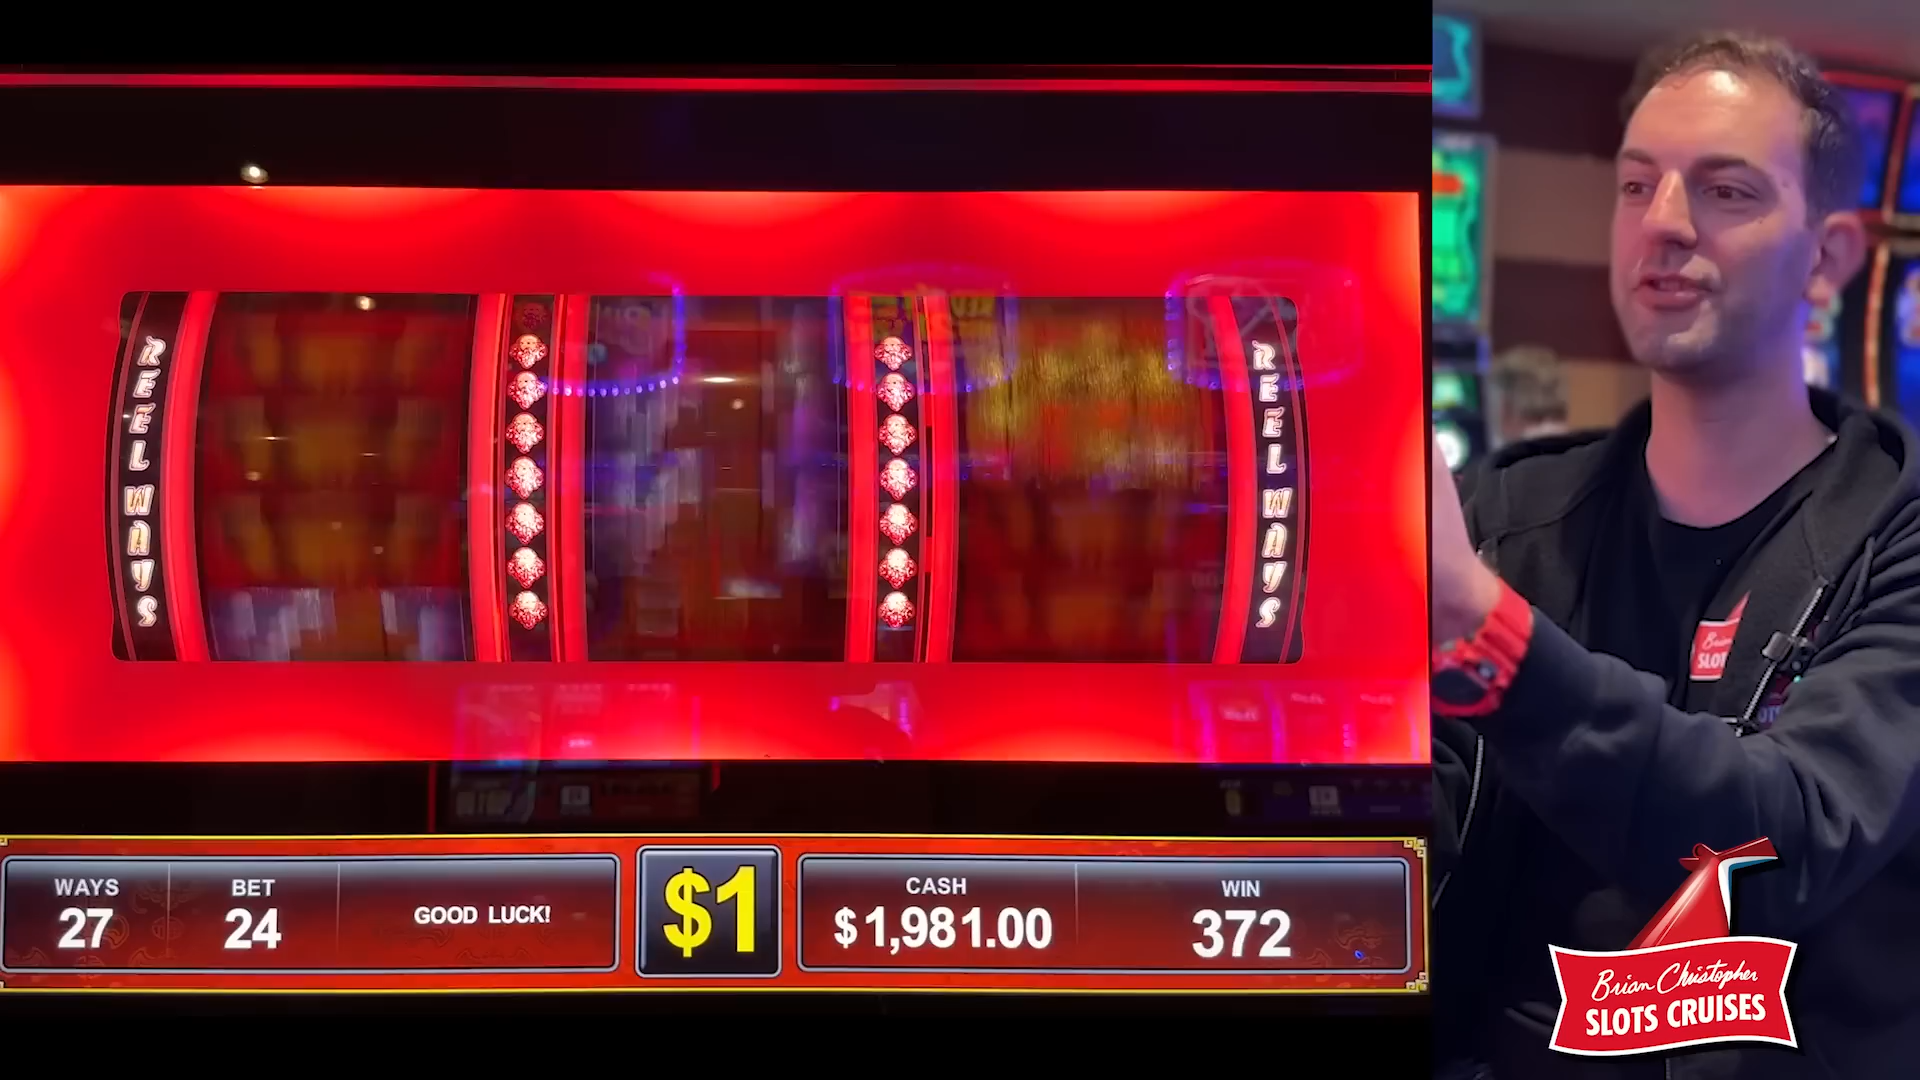 REEL WAYS
REEL WAYS
WAYS
27
BET
24
GOOD LUCK!
$1
CASH
$1,981.00
WIN
372
SLOT
Brian Christopher
SLOTS CRUISES